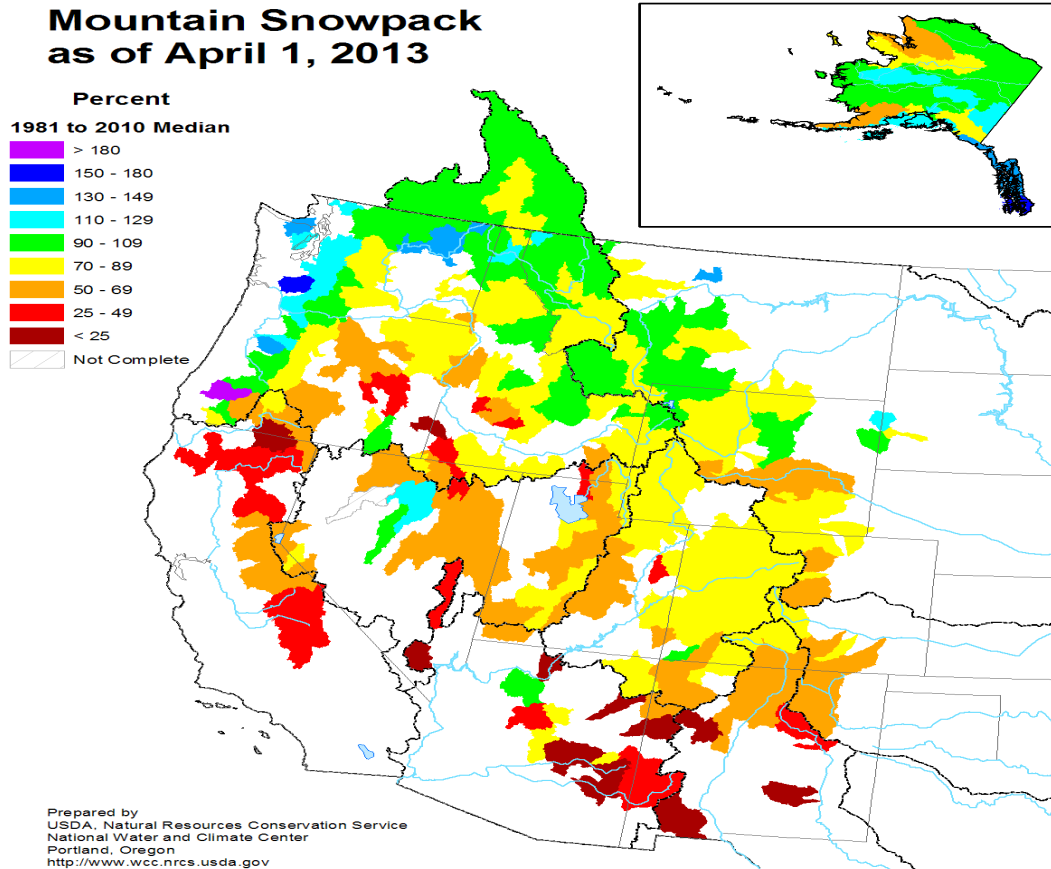 Mountain Snowpack
as of April 1, 2013
Percent
1981 to 2010 Median
> 180
150 - 180
130 - 149
110 - 129
90 - 109
70 - 89
50 - 69
25 - 49
< 25
Not Complete
Prepared by
USDA, Natural Resources Conservation Service
National Water and Climate Center
Portland, Oregon
http://www.wcc.nrcs.usda.gov